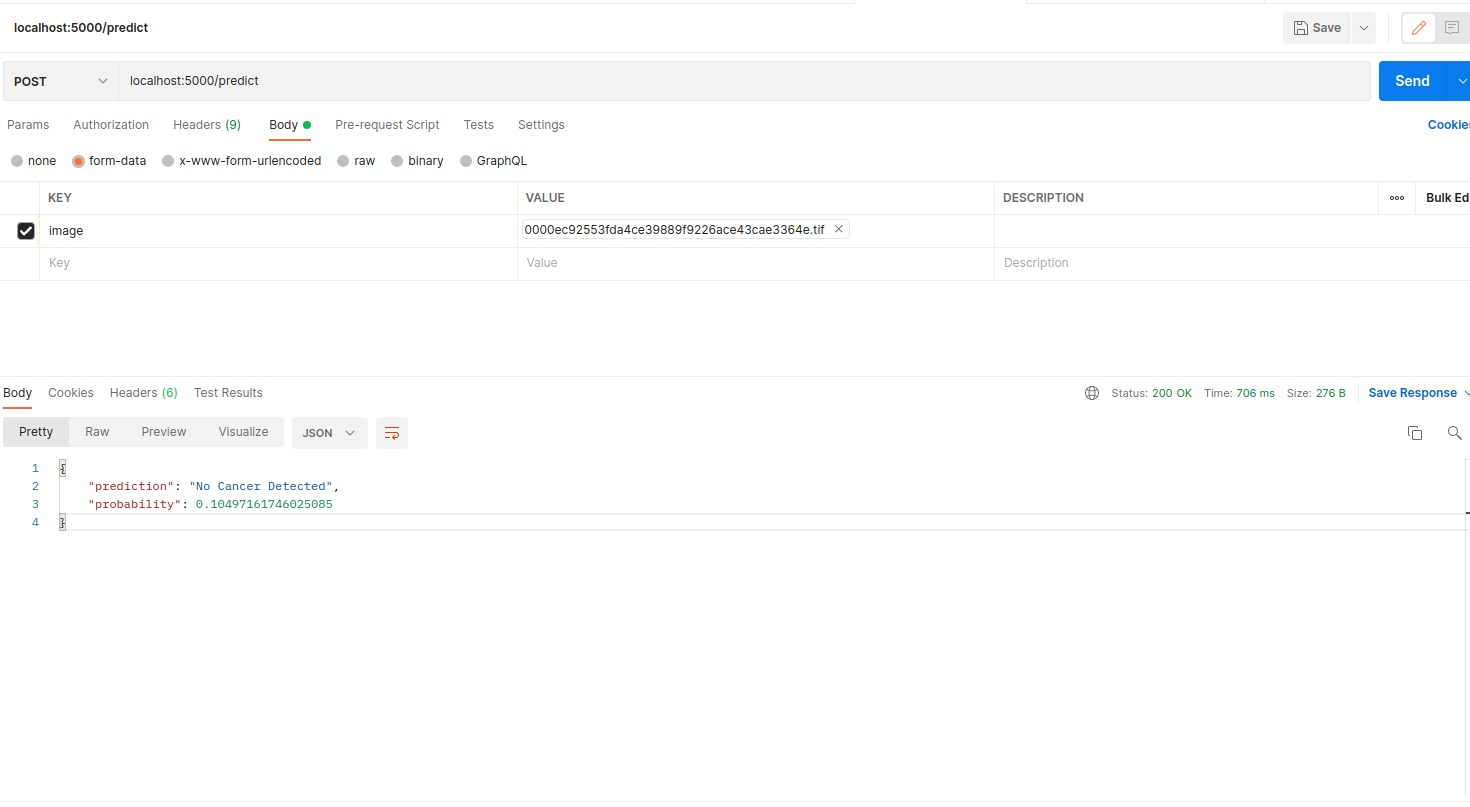 localhost:5000/predict
Save
POST localhost:5000/predict Send
Params Authorization Headers (9) Body Pre-request Script Tests Settings Cookies
none form-data x-www-form-urlencoded raw binary GraphQL
KEY VALUE DESCRIPTION ooo Bulk Ed
image 0000ec92553fda4ce39889f9226ace43cae3364e.tif
Key Value Description
Body Cookies Headers (6) Test Results Status: 200 OK Time: 706 ms Size: 276 B Save Response
Pretty Raw Preview Visualize JSON
1 {
2 "prediction": "No Cancer Detected",
3 "probability": 0.10497161746025085
4 }